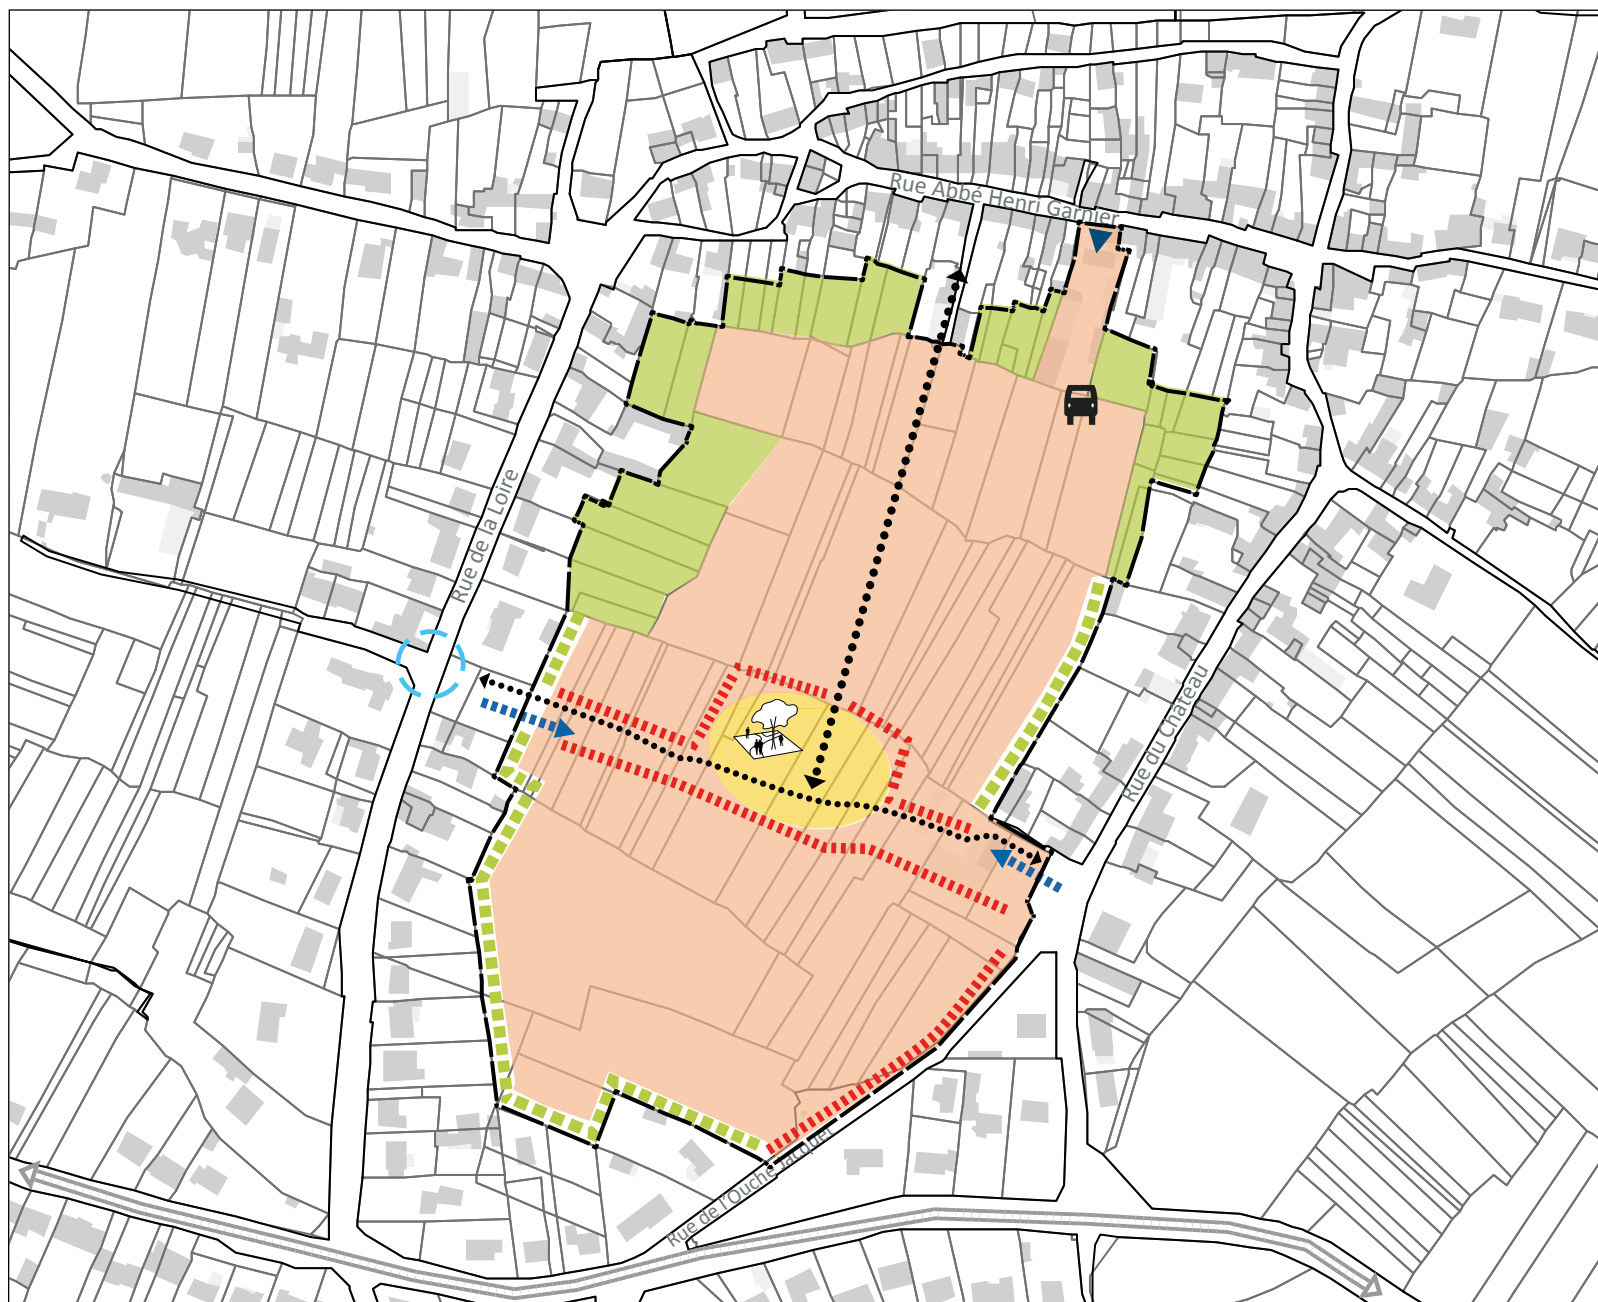 Rue Abbé Henri Garnier
Rue de la Loire
Rue du Château
Rue de l'Ouche Jacquet